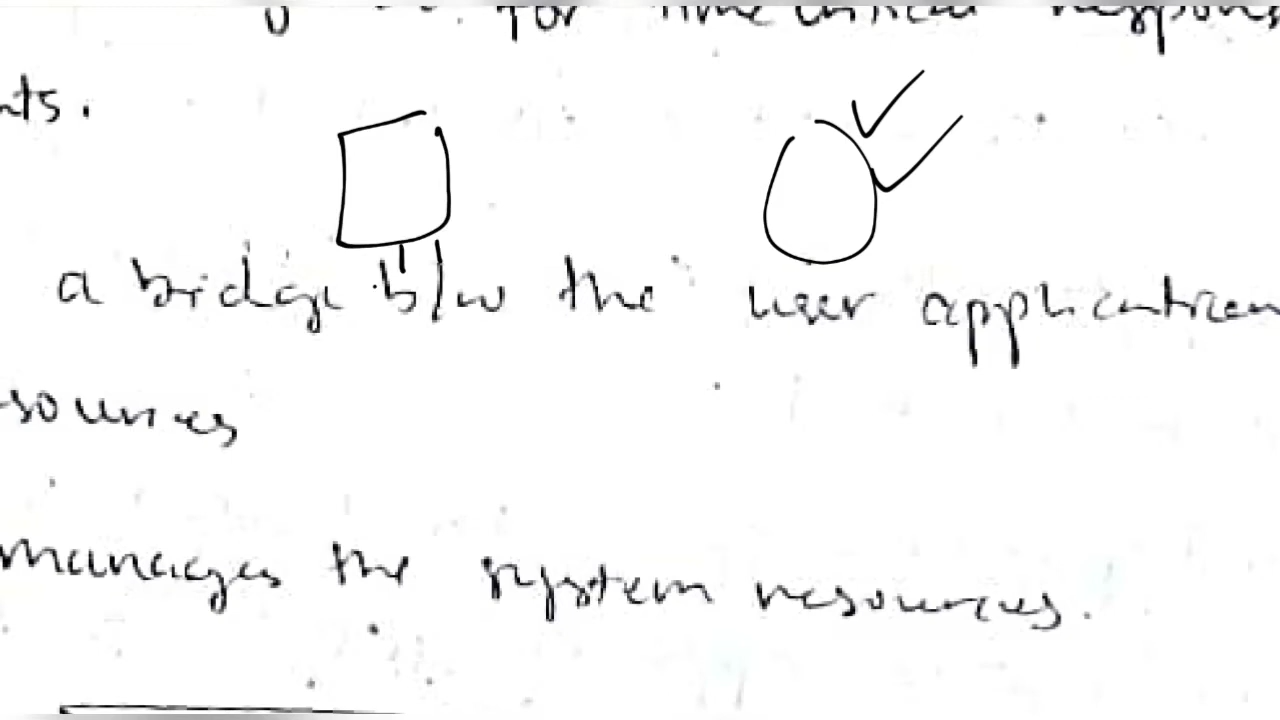 for time critical
nts.
a bridge b/w the user application
sources
manages the system resources.